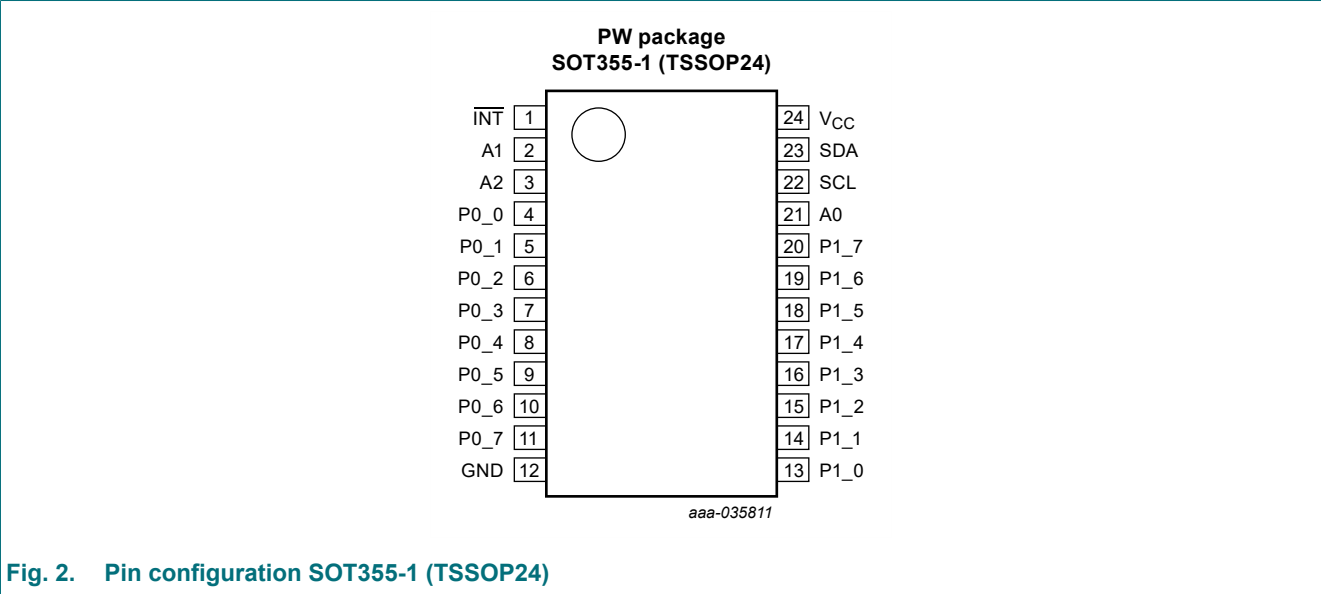 PW package
SOT355-1 (TSSOP24)
INT 1 24 VCC
A1 2 23 SDA
A2 3 22 SCL
P0_0 4 21 A0
P0_1 5 20 P1_7
P0_2 6 19 P1_6
P0_3 7 18 P1_5
P0_4 8 17 P1_4
P0_5 9 16 P1_3
P0_6 10 15 P1_2
P0_7 11 14 P1_1
GND 12 13 P1_0
aaa-035811
Fig. 2. Pin configuration SOT355-1 (TSSOP24)